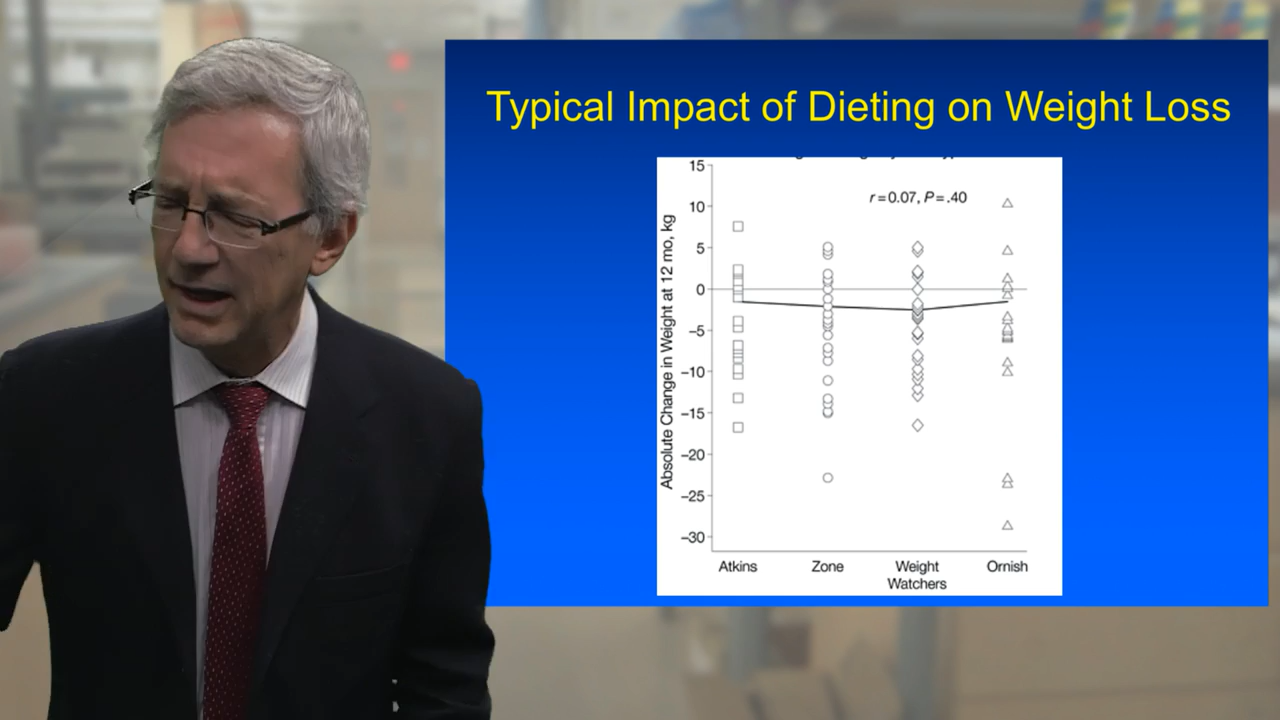 Typical Impact of Dieting on Weight Loss
r=0.07, P=.40
Absolute Change in Weight at 12 mo, kg
15
10
5
0
−5
−10
−15
−20
−25
−30
Atkins
Zone
Weight
Watchers
Ornish